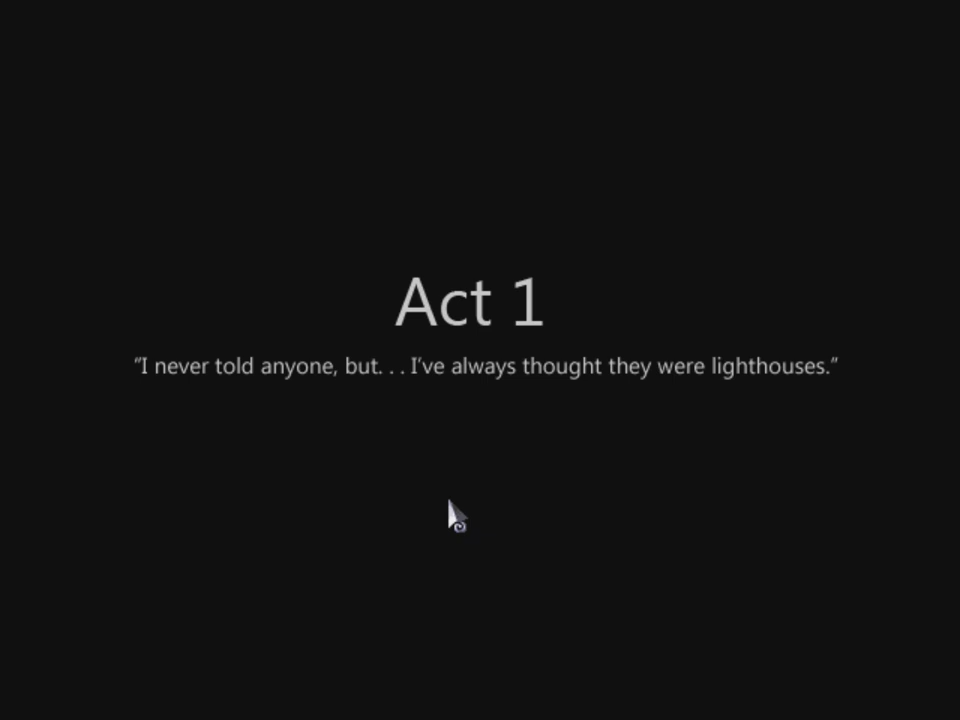 Act 1
“I never told anyone, but. . . I’ve always thought they were lighthouses.”